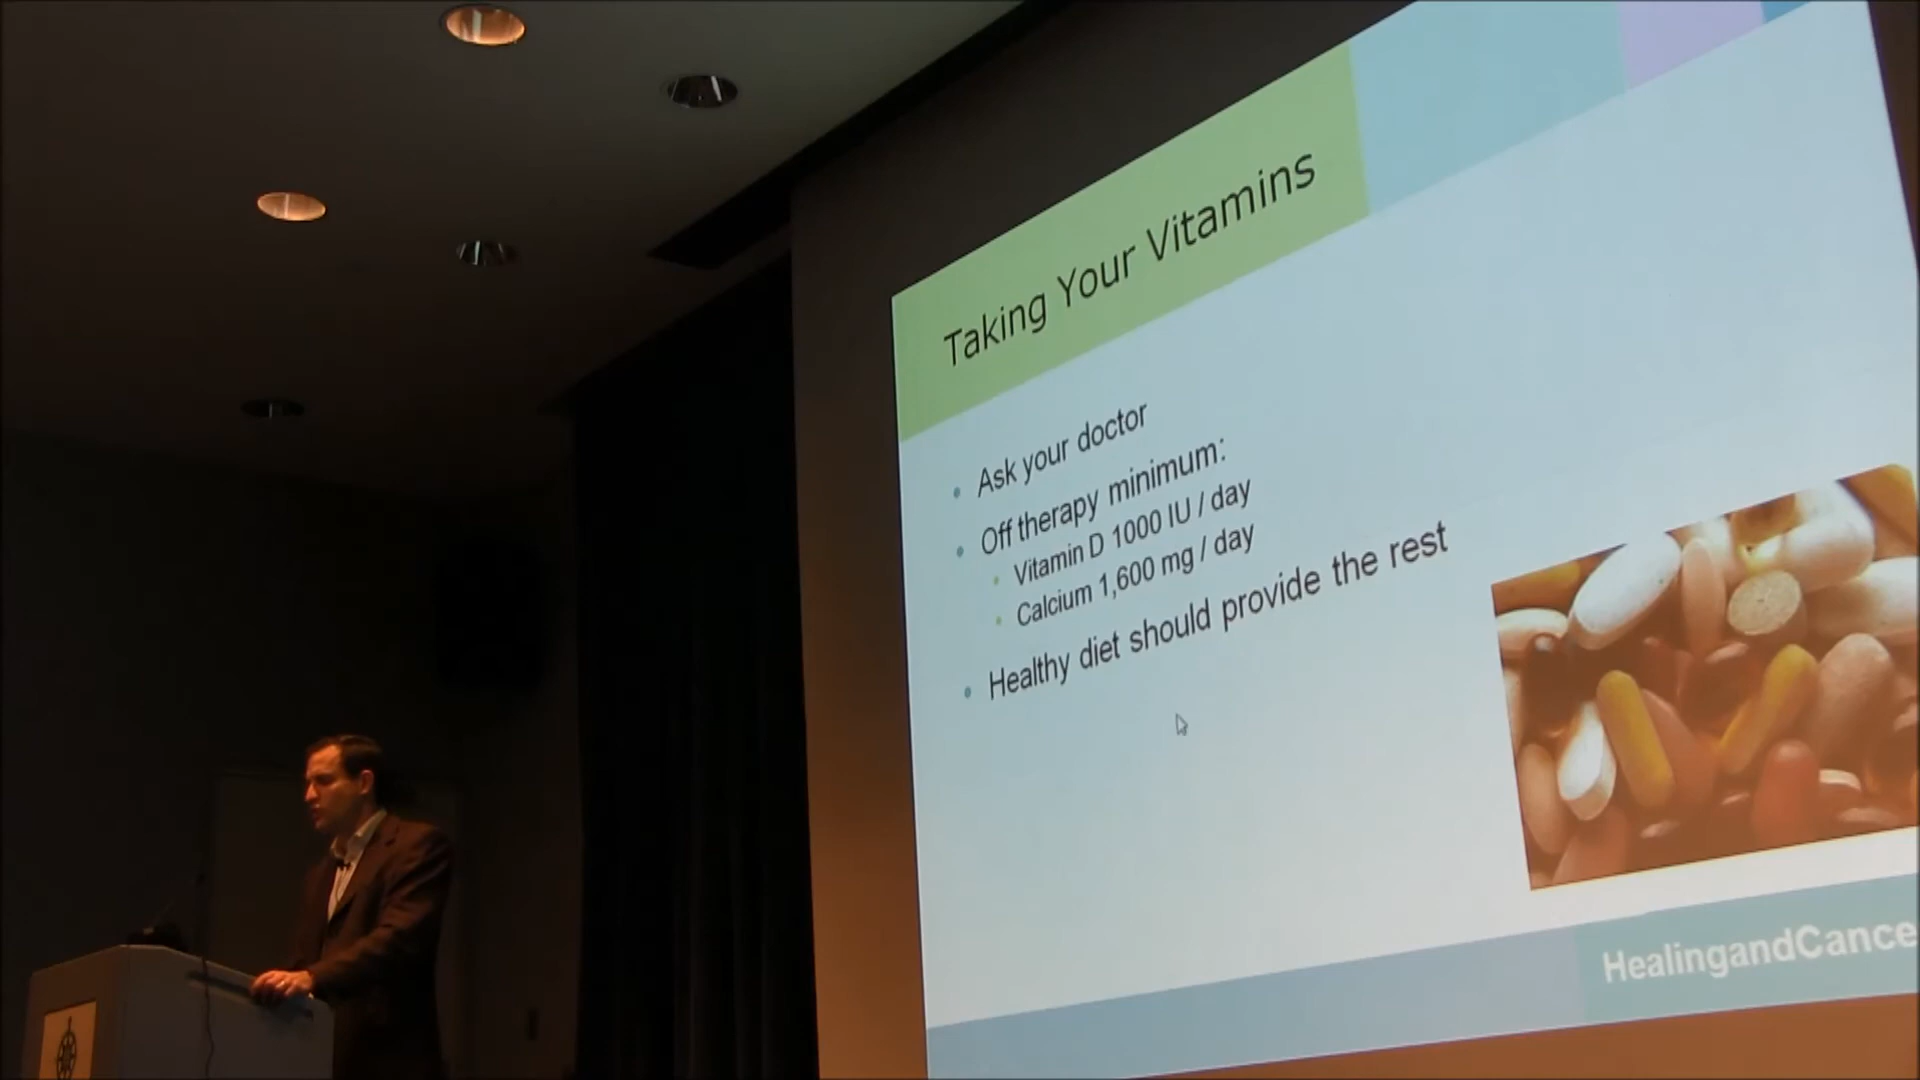 Taking Your Vitamins
• Ask your doctor
• Off therapy minimum:
• Vitamin D 1000 IU / day
• Calcium 1,600 mg / day
• Healthy diet should provide the rest
HealingandCance